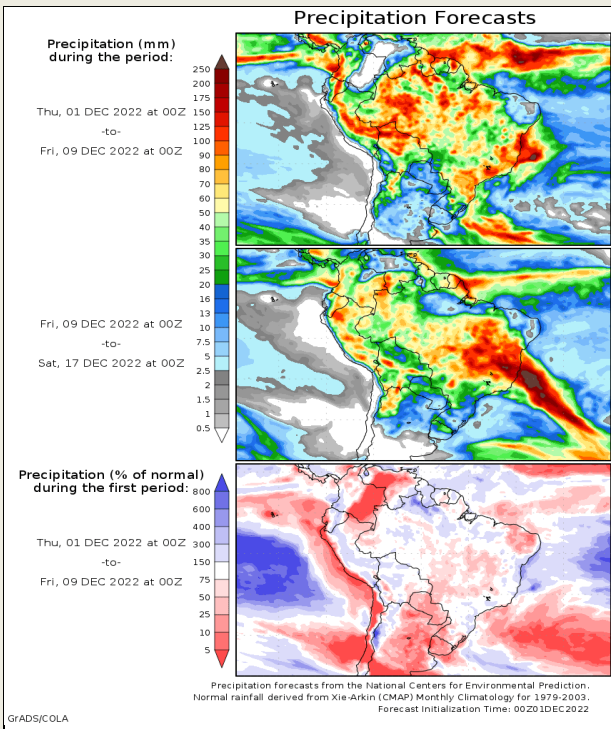 Precipitation Forecasts
Precipitation (mm)
during the period:
Thu, 01 DEC 2022 at 00Z
-to-
Fri, 09 DEC 2022 at 00Z
250
200
175
150
125
100
90
80
70
60
50
40
35
30
25
20
16
13
10
7.5
5
2.5
2
1.5
1
0.5
Fri, 09 DEC 2022 at 00Z
-to-
Sat, 17 DEC 2022 at 00Z
Precipitation (% of normal)
during the first period:
Thu, 01 DEC 2022 at 00Z
-to-
Fri, 09 DEC 2022 at 00Z
800
600
400
300
150
75
50
25
10
5
Precipitation forecasts from the National Centers for Environmental Prediction.
Normal rainfall derived from Xie-Arkin (CMAP) Monthly Climatology for 1979-2003.
Forecast Initialization Time: 00Z01DEC2022
GrADS/COLA